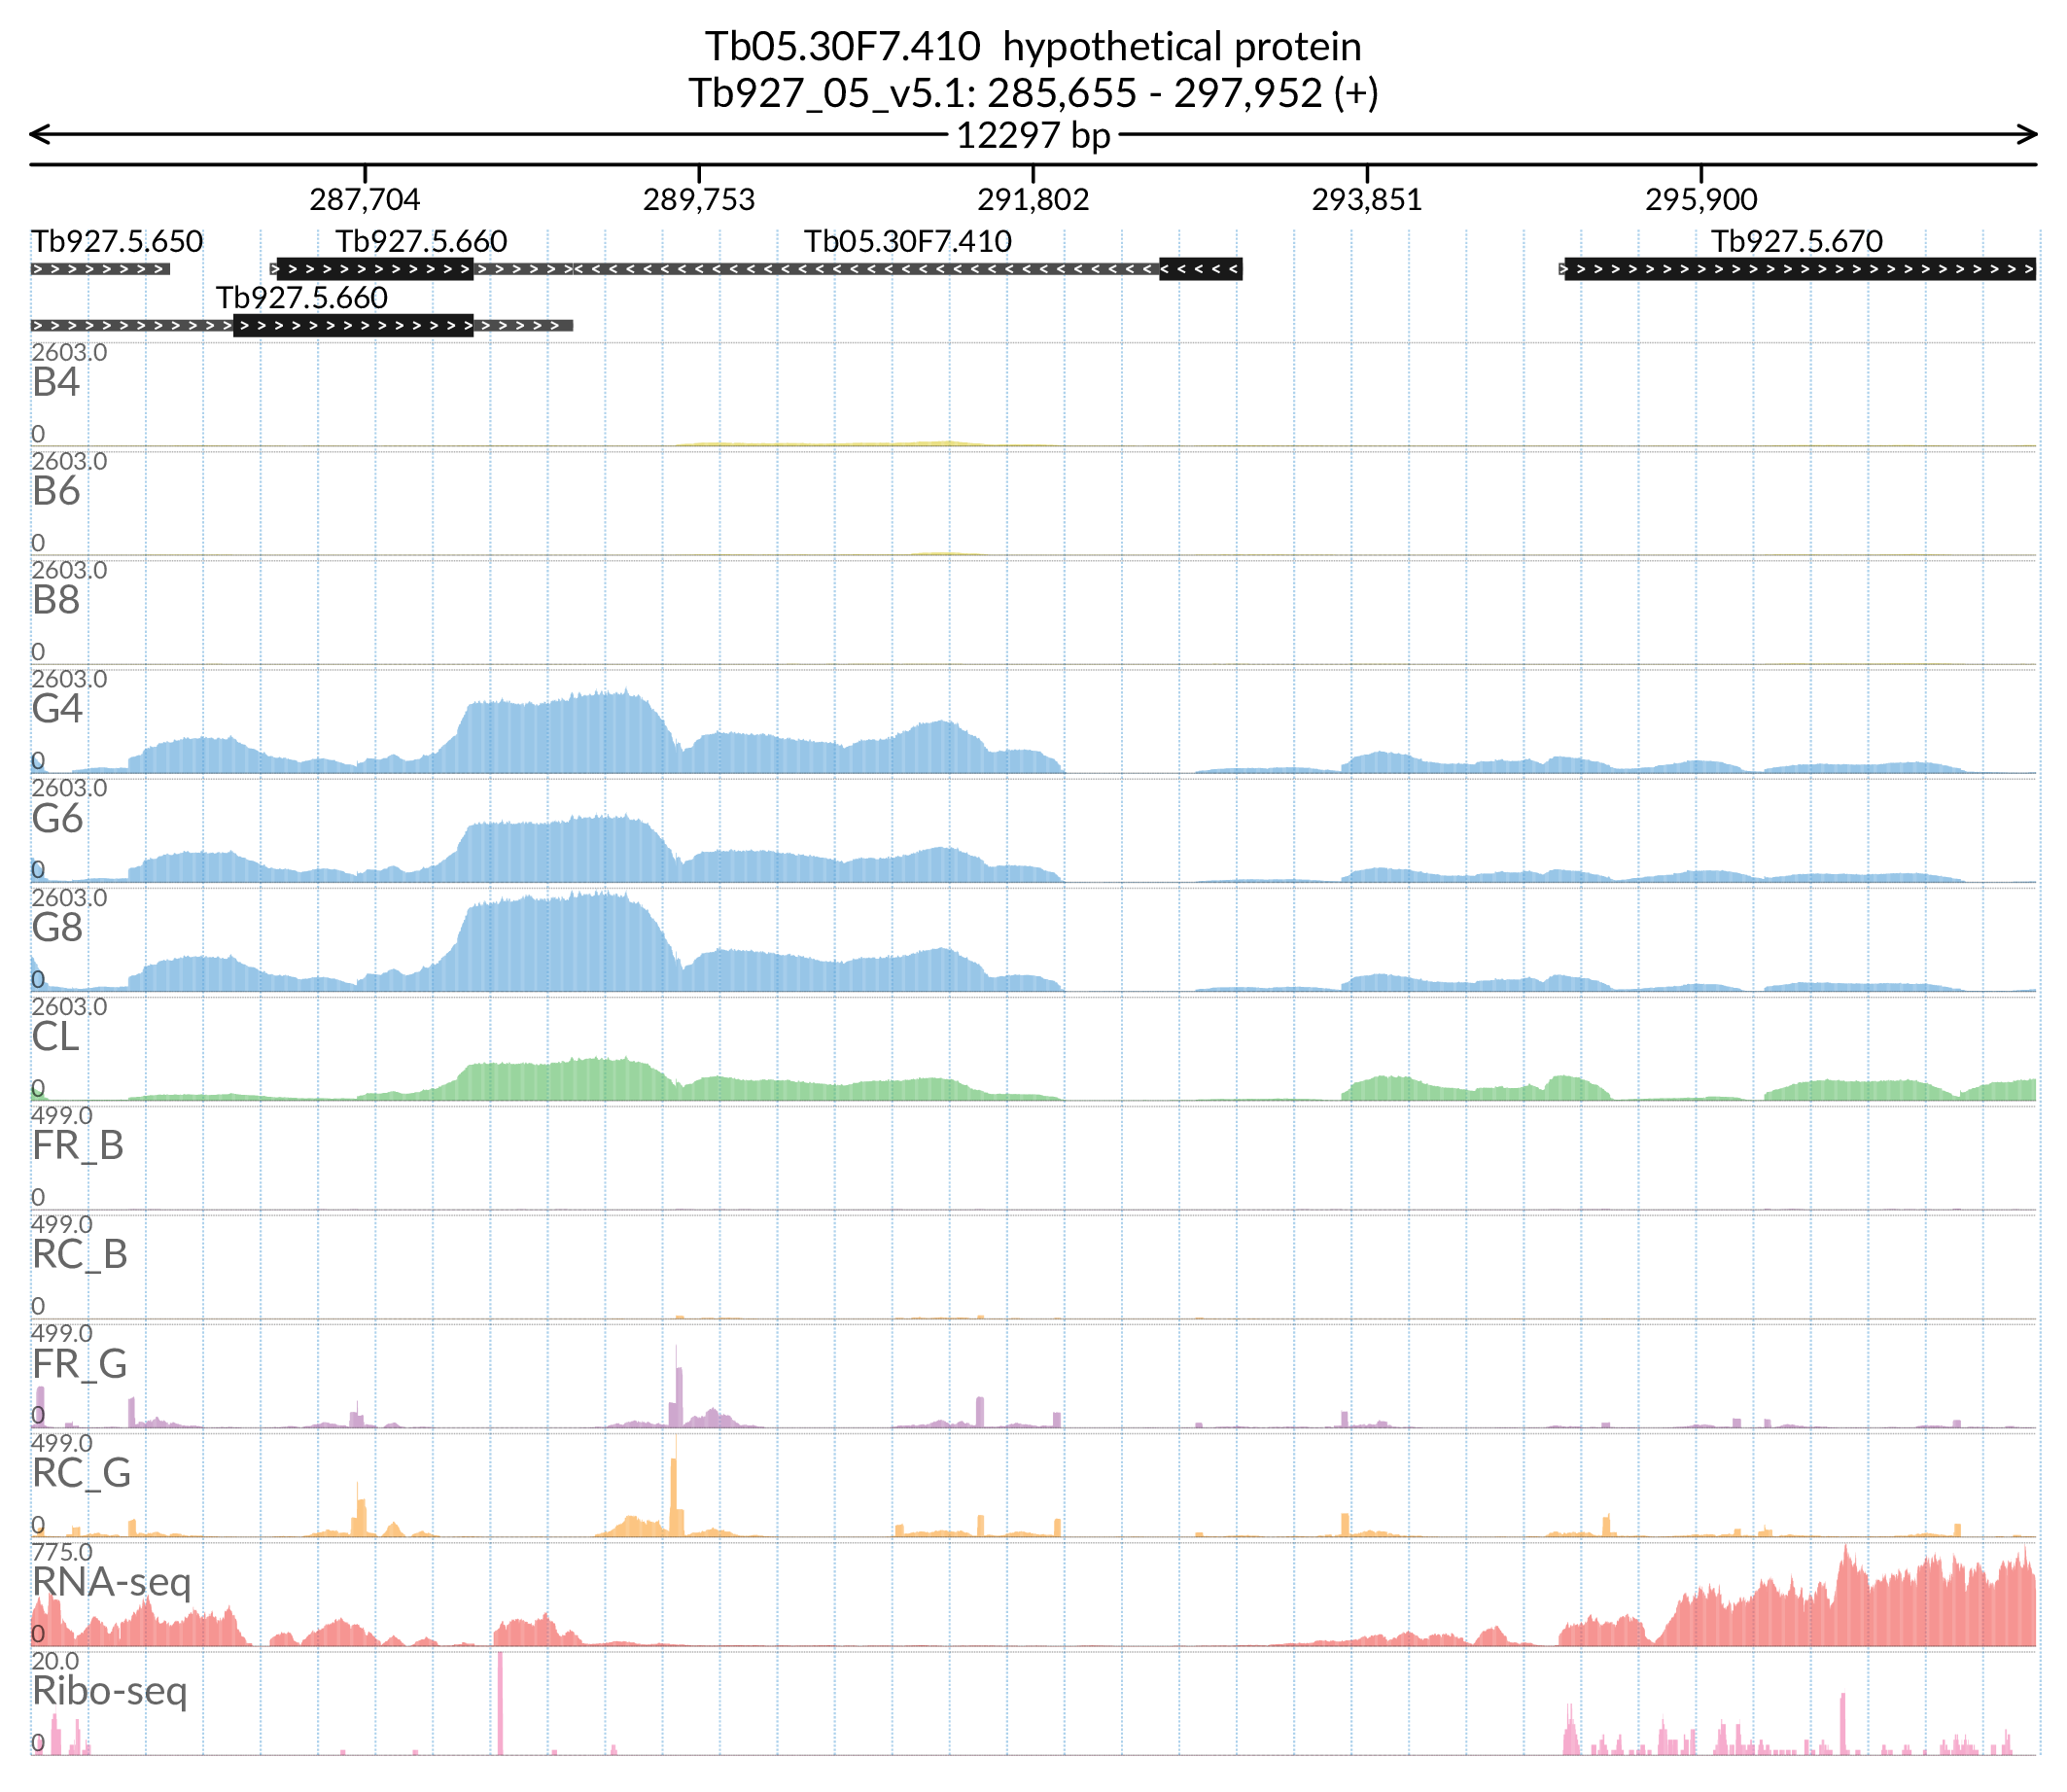 Tb05.30F7.410  hypothetical protein
Tb927_05_v5.1: 285,655 - 297,952 (+)
12297 bp
287,704 289,753 291,802 293,851 295,900
Tb927.5.650 Tb927.5.660 Tb05.30F7.410 Tb927.5.670
Tb927.5.660
2603.0
B4
0
2603.0
B6
0
2603.0
B8
0
2603.0
G4
0
2603.0
G6
0
2603.0
G8
0
2603.0
CL
0
499.0
FR_B
0
499.0
RC_B
0
499.0
FR_G
0
499.0
RC_G
0
775.0
RNA-seq
0
20.0
Ribo-seq
0